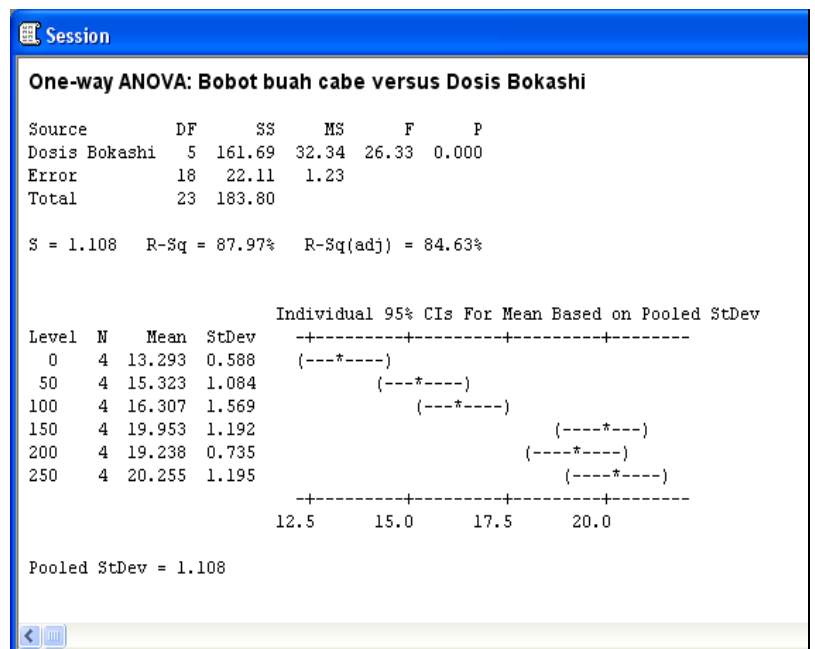 Session
One-way ANOVA: Bobot buah cabe versus Dosis Bokashi
Source         DF      SS     MS      F      P
Dosis Bokashi   5  161.69  32.34  26.33  0.000
Error          18   22.11   1.23
Total          23  183.80
S = 1.108   R-Sq = 87.97%   R-Sq(adj) = 84.63%
Individual 95% CIs For Mean Based on Pooled StDev
Level  N    Mean  StDev   -+---------+---------+---------+--------
0  4  13.293  0.588   (---*----)
50  4  15.323  1.084           (---*----)
100  4  16.307  1.569               (---*----)
150  4  19.953  1.192                             (----*---)
200  4  19.238  0.735                          (----*----)
250  4  20.255  1.195                              (----*----)
-+---------+---------+---------+--------
12.5      15.0      17.5      20.0
Pooled StDev = 1.108